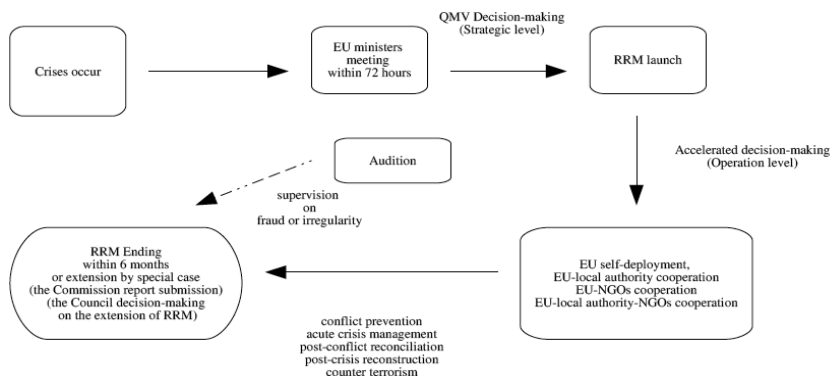 Crises occur
EU ministers
meeting
within 72 hours
QMV Decision-making
(Strategic level)
RRM launch
Accelerated decision-making
(Operation level)
Audition
supervision
on
fraud or irregularity
EU self-deployment,
EU-local authority cooperation
EU-NGOs cooperation
EU-local authority-NGOs cooperation
RRM Ending
within 6 months
or extension by special case
(the Commission report submission)
(the Council decision-making
on the extension of RRM)
conflict prevention
acute crisis management
post-conflict reconciliation
post-crisis reconstruction
counter terrorism